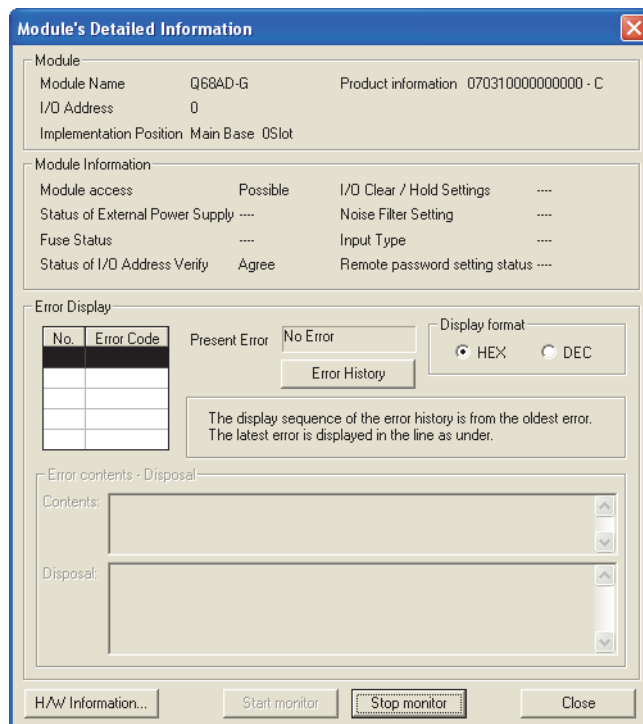 Module's Detailed Information
Module
Module Name Q68AD-G Product information 070310000000000 - C
I/O Address 0
Implementation Position Main Base 0Slot
Module Information
Module access Possible I/O Clear / Hold Settings ----
Status of External Power Supply ---- Noise Filter Setting ----
Fuse Status ---- Input Type ----
Status of I/O Address Verify Agree Remote password setting status ----
Error Display
No. Error Code Present Error No Error Display format
HEX DEC
Error History
The display sequence of the error history is from the oldest error.
The latest error is displayed in the line as under.
Error contents - Disposal
Contents:
Disposal:
H/W Information... Start monitor Stop monitor Close